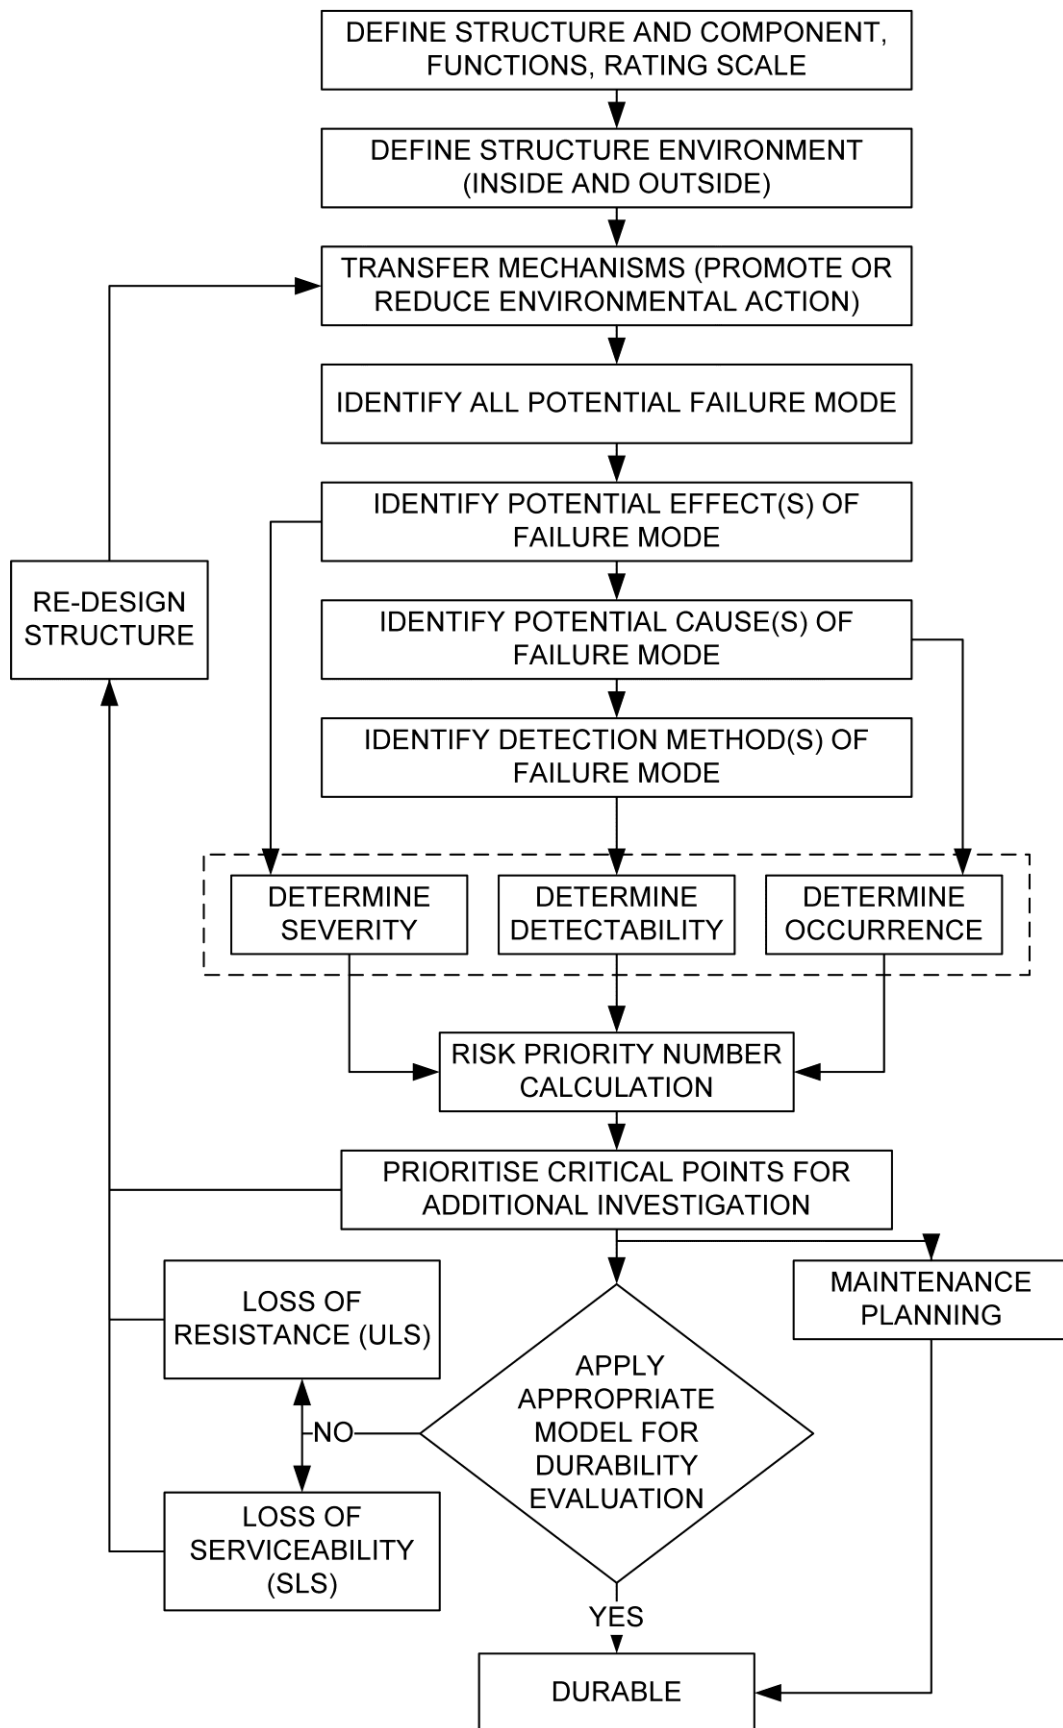 DEFINE STRUCTURE AND COMPONENT,
FUNCTIONS, RATING SCALE
DEFINE STRUCTURE ENVIRONMENT
(INSIDE AND OUTSIDE)
TRANSFER MECHANISMS (PROMOTE OR
REDUCE ENVIRONMENTAL ACTION)
IDENTIFY ALL POTENTIAL FAILURE MODE
IDENTIFY POTENTIAL EFFECT(S) OF
FAILURE MODE
RE-DESIGN
STRUCTURE
IDENTIFY POTENTIAL CAUSE(S) OF
FAILURE MODE
IDENTIFY DETECTION METHOD(S) OF
FAILURE MODE
DETERMINE
SEVERITY
DETERMINE
DETECTABILITY
DETERMINE
OCCURRENCE
RISK PRIORITY NUMBER
CALCULATION
PRIORITISE CRITICAL POINTS FOR
ADDITIONAL INVESTIGATION
MAINTENANCE
PLANNING
LOSS OF
RESISTANCE (ULS)
APPLY
APPROPRIATE
MODEL FOR
DURABILITY
EVALUATION
NO
LOSS OF
SERVICEABILITY
(SLS)
YES
DURABLE